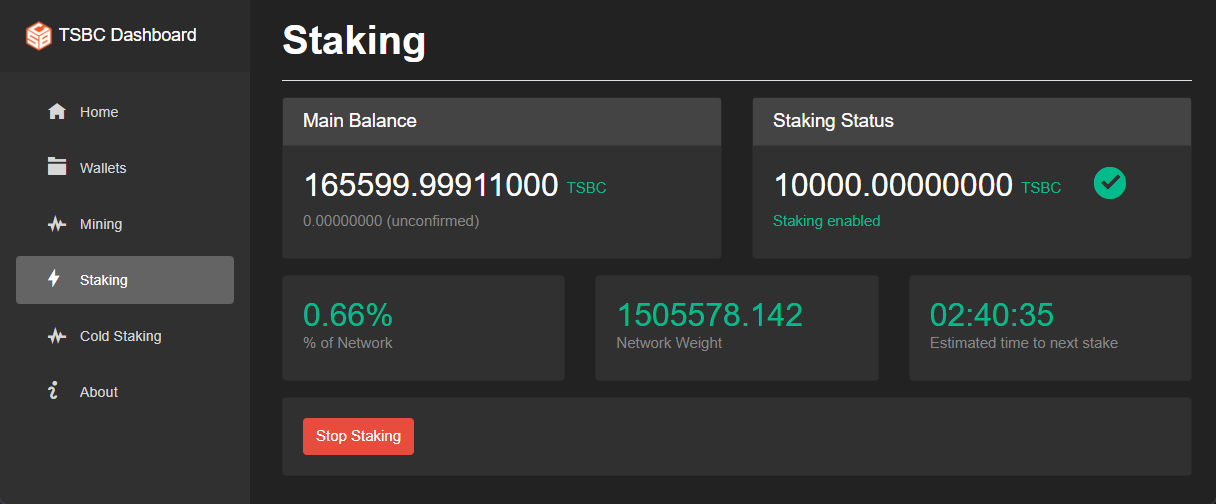 TSBC Dashboard
Home
Wallets
Mining
Staking
Cold Staking
About
Staking
Main Balance
165599.99911000 TSBC
0.00000000 (unconfirmed)
Staking Status
10000.00000000 TSBC
Staking enabled
0.66%
% of Network
1505578.142
Network Weight
02:40:35
Estimated time to next stake
Stop Staking